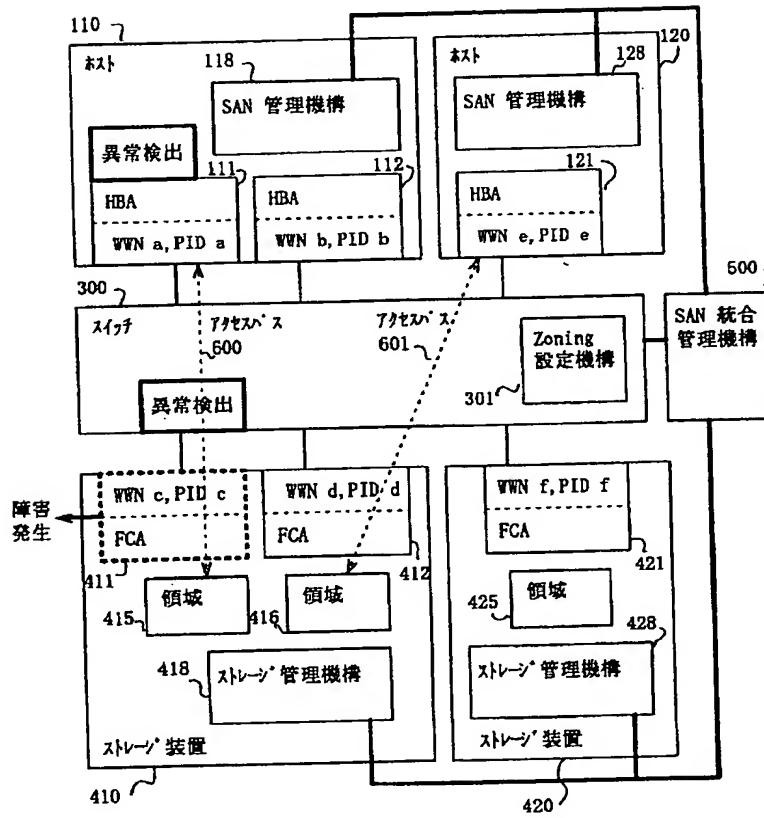 110
ホスト
118
SAN 管理機構
異常検出
111
HBA
WWN a,PID a
112
HBA
WWN b,PID b
120
ホスト
128
SAN 管理機構
121
HBA
WWN e,PID e
300
スイッチ
アクセスパス
600
アクセスパス
601
Zoning
設定機構
301
異常検出
500
SAN 統合
管理機構
障害
発生
WWN c,PID c
FCA
411
WWN d,PID d
FCA
412
WWN f,PID f
FCA
421
領域
415
領域
416
領域
425
418
ストレージ管理機構
428
ストレージ管理機構
ストレージ装置
410
ストレージ装置
420